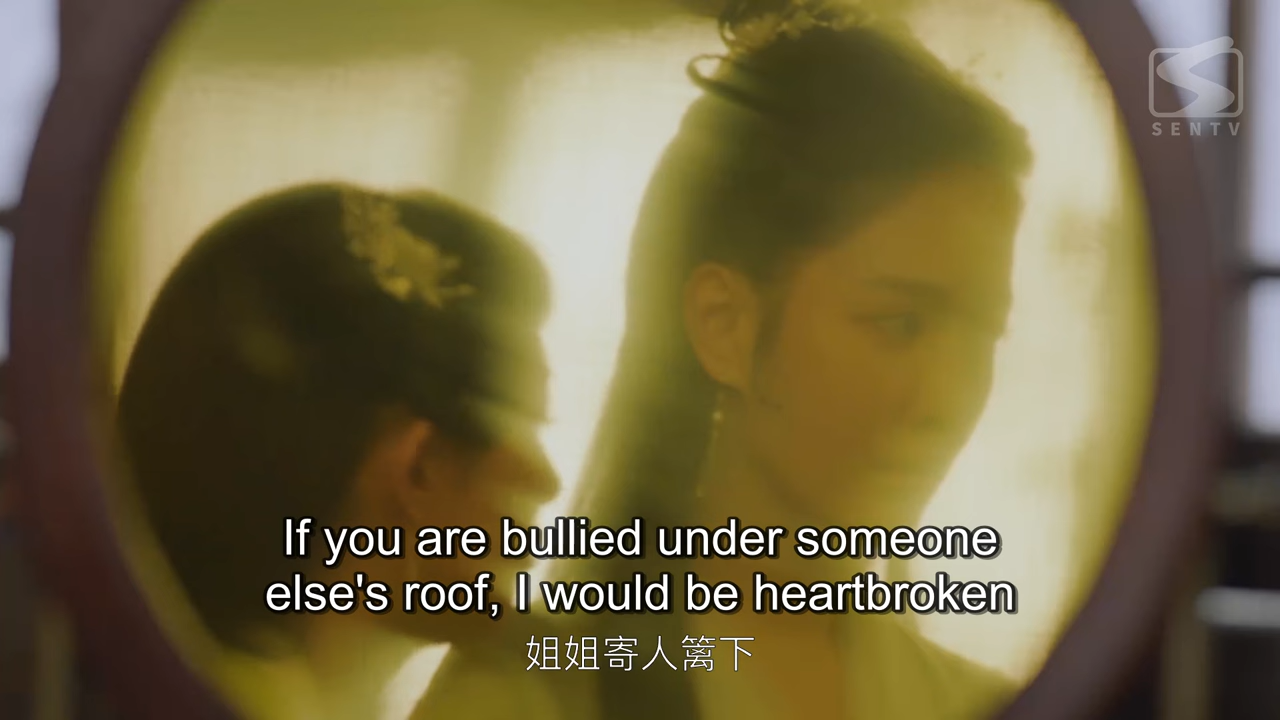 SENTV
If you are bullied under someone
else's roof, I would be heartbroken
姐姐寄人篱下